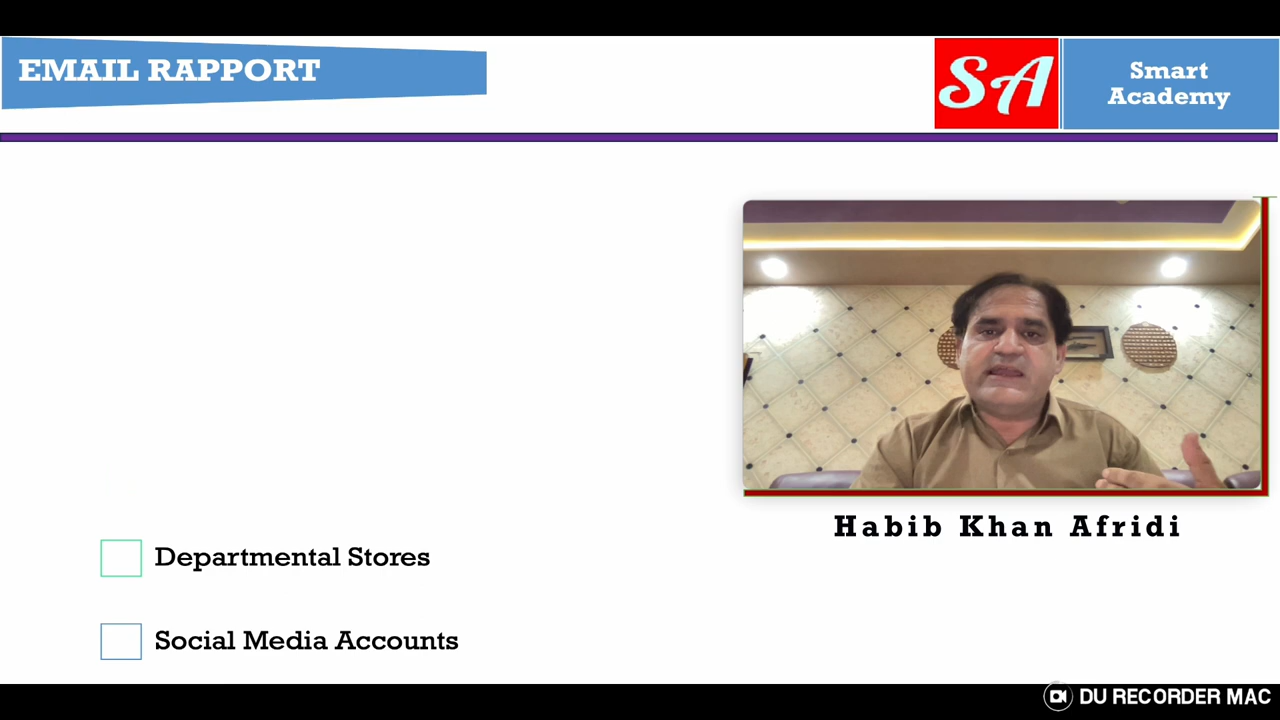 EMAIL RAPPORT
SA
Smart
Academy
Habib Khan Afridi
Departmental Stores
Social Media Accounts
DU RECORDER MAC